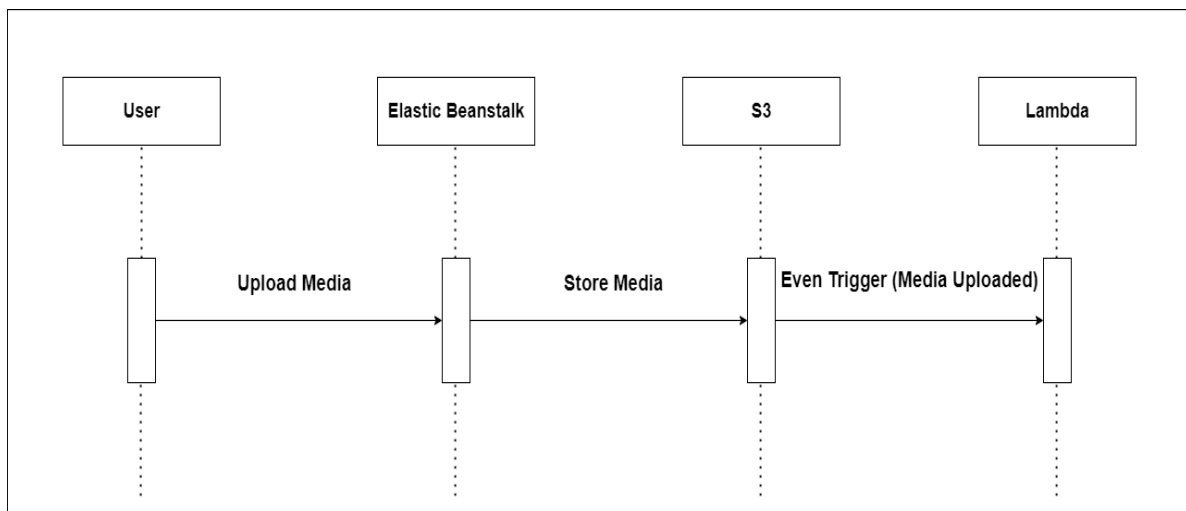 User
Elastic Beanstalk
S3
Lambda
Upload Media
Store Media
Even Trigger (Media Uploaded)